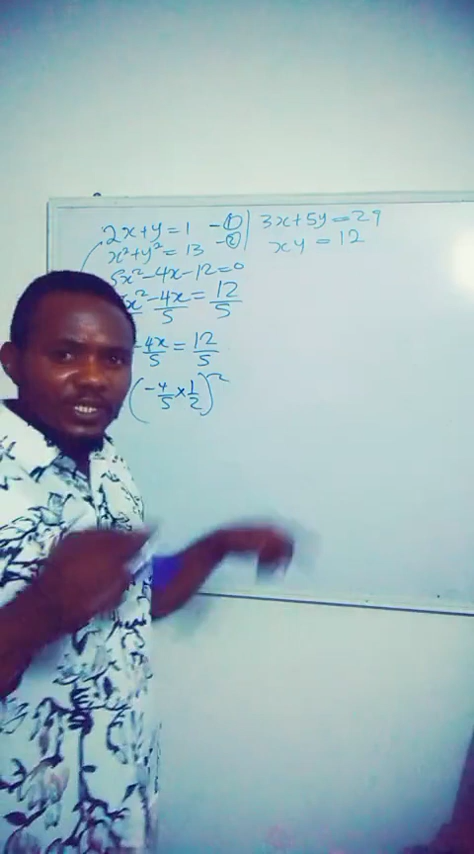 2x+y=1 -① | 3x+5y=29
x²+y²=13 -② | xy=12
5x²-4x-12=0
x²-4x/5=12/5
-4x/5=12/5
(-4/5×1/2)²